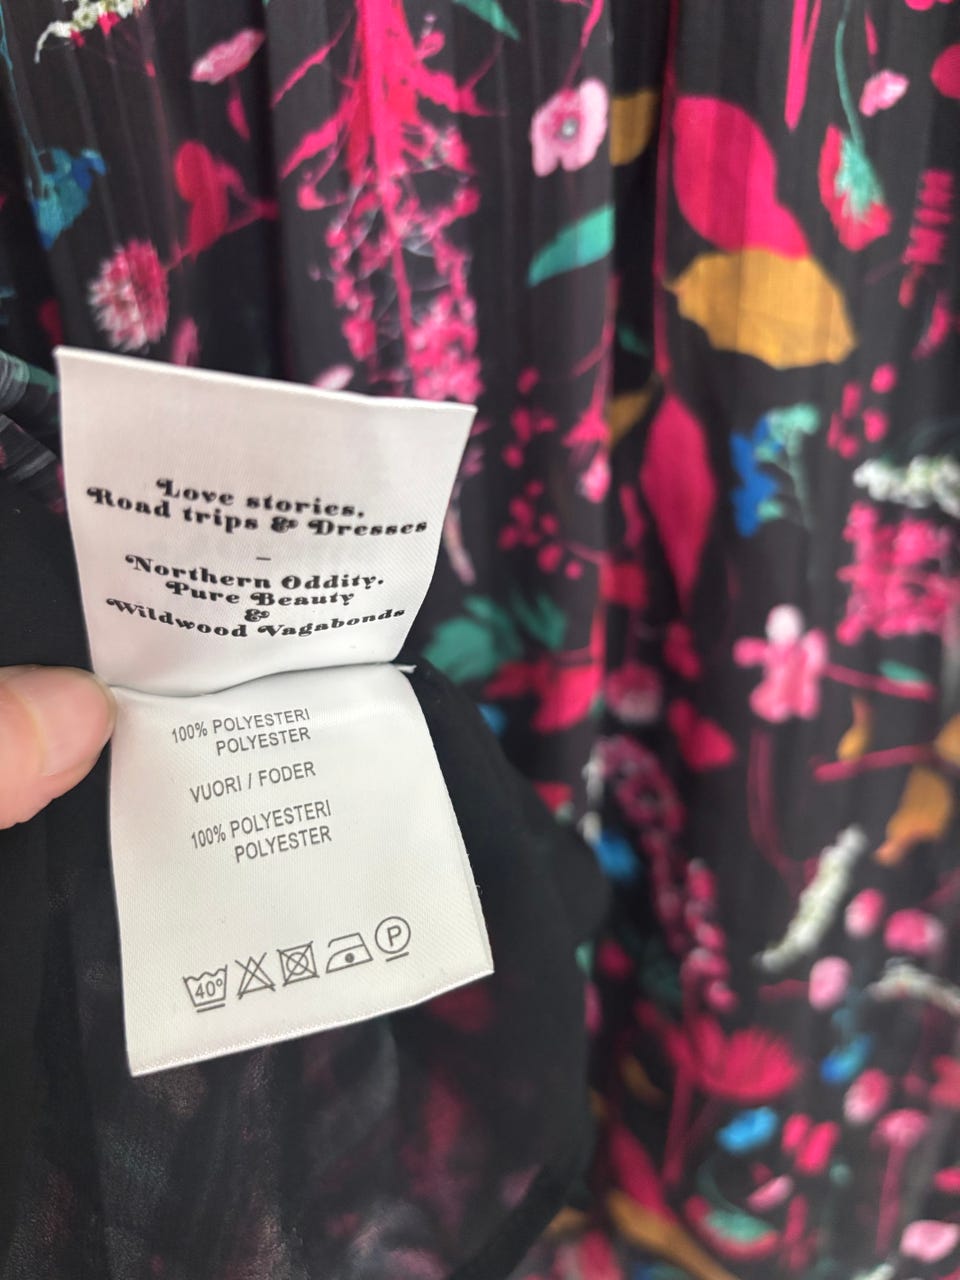 Love stories,
Road trips & Dresses
–
Northern Oddity.
Pure Beauty
&
Wildwood Vagabonds
100% POLYESTERI
POLYESTER
VUORI / FODER
100% POLYESTERI
POLYESTER
40° P